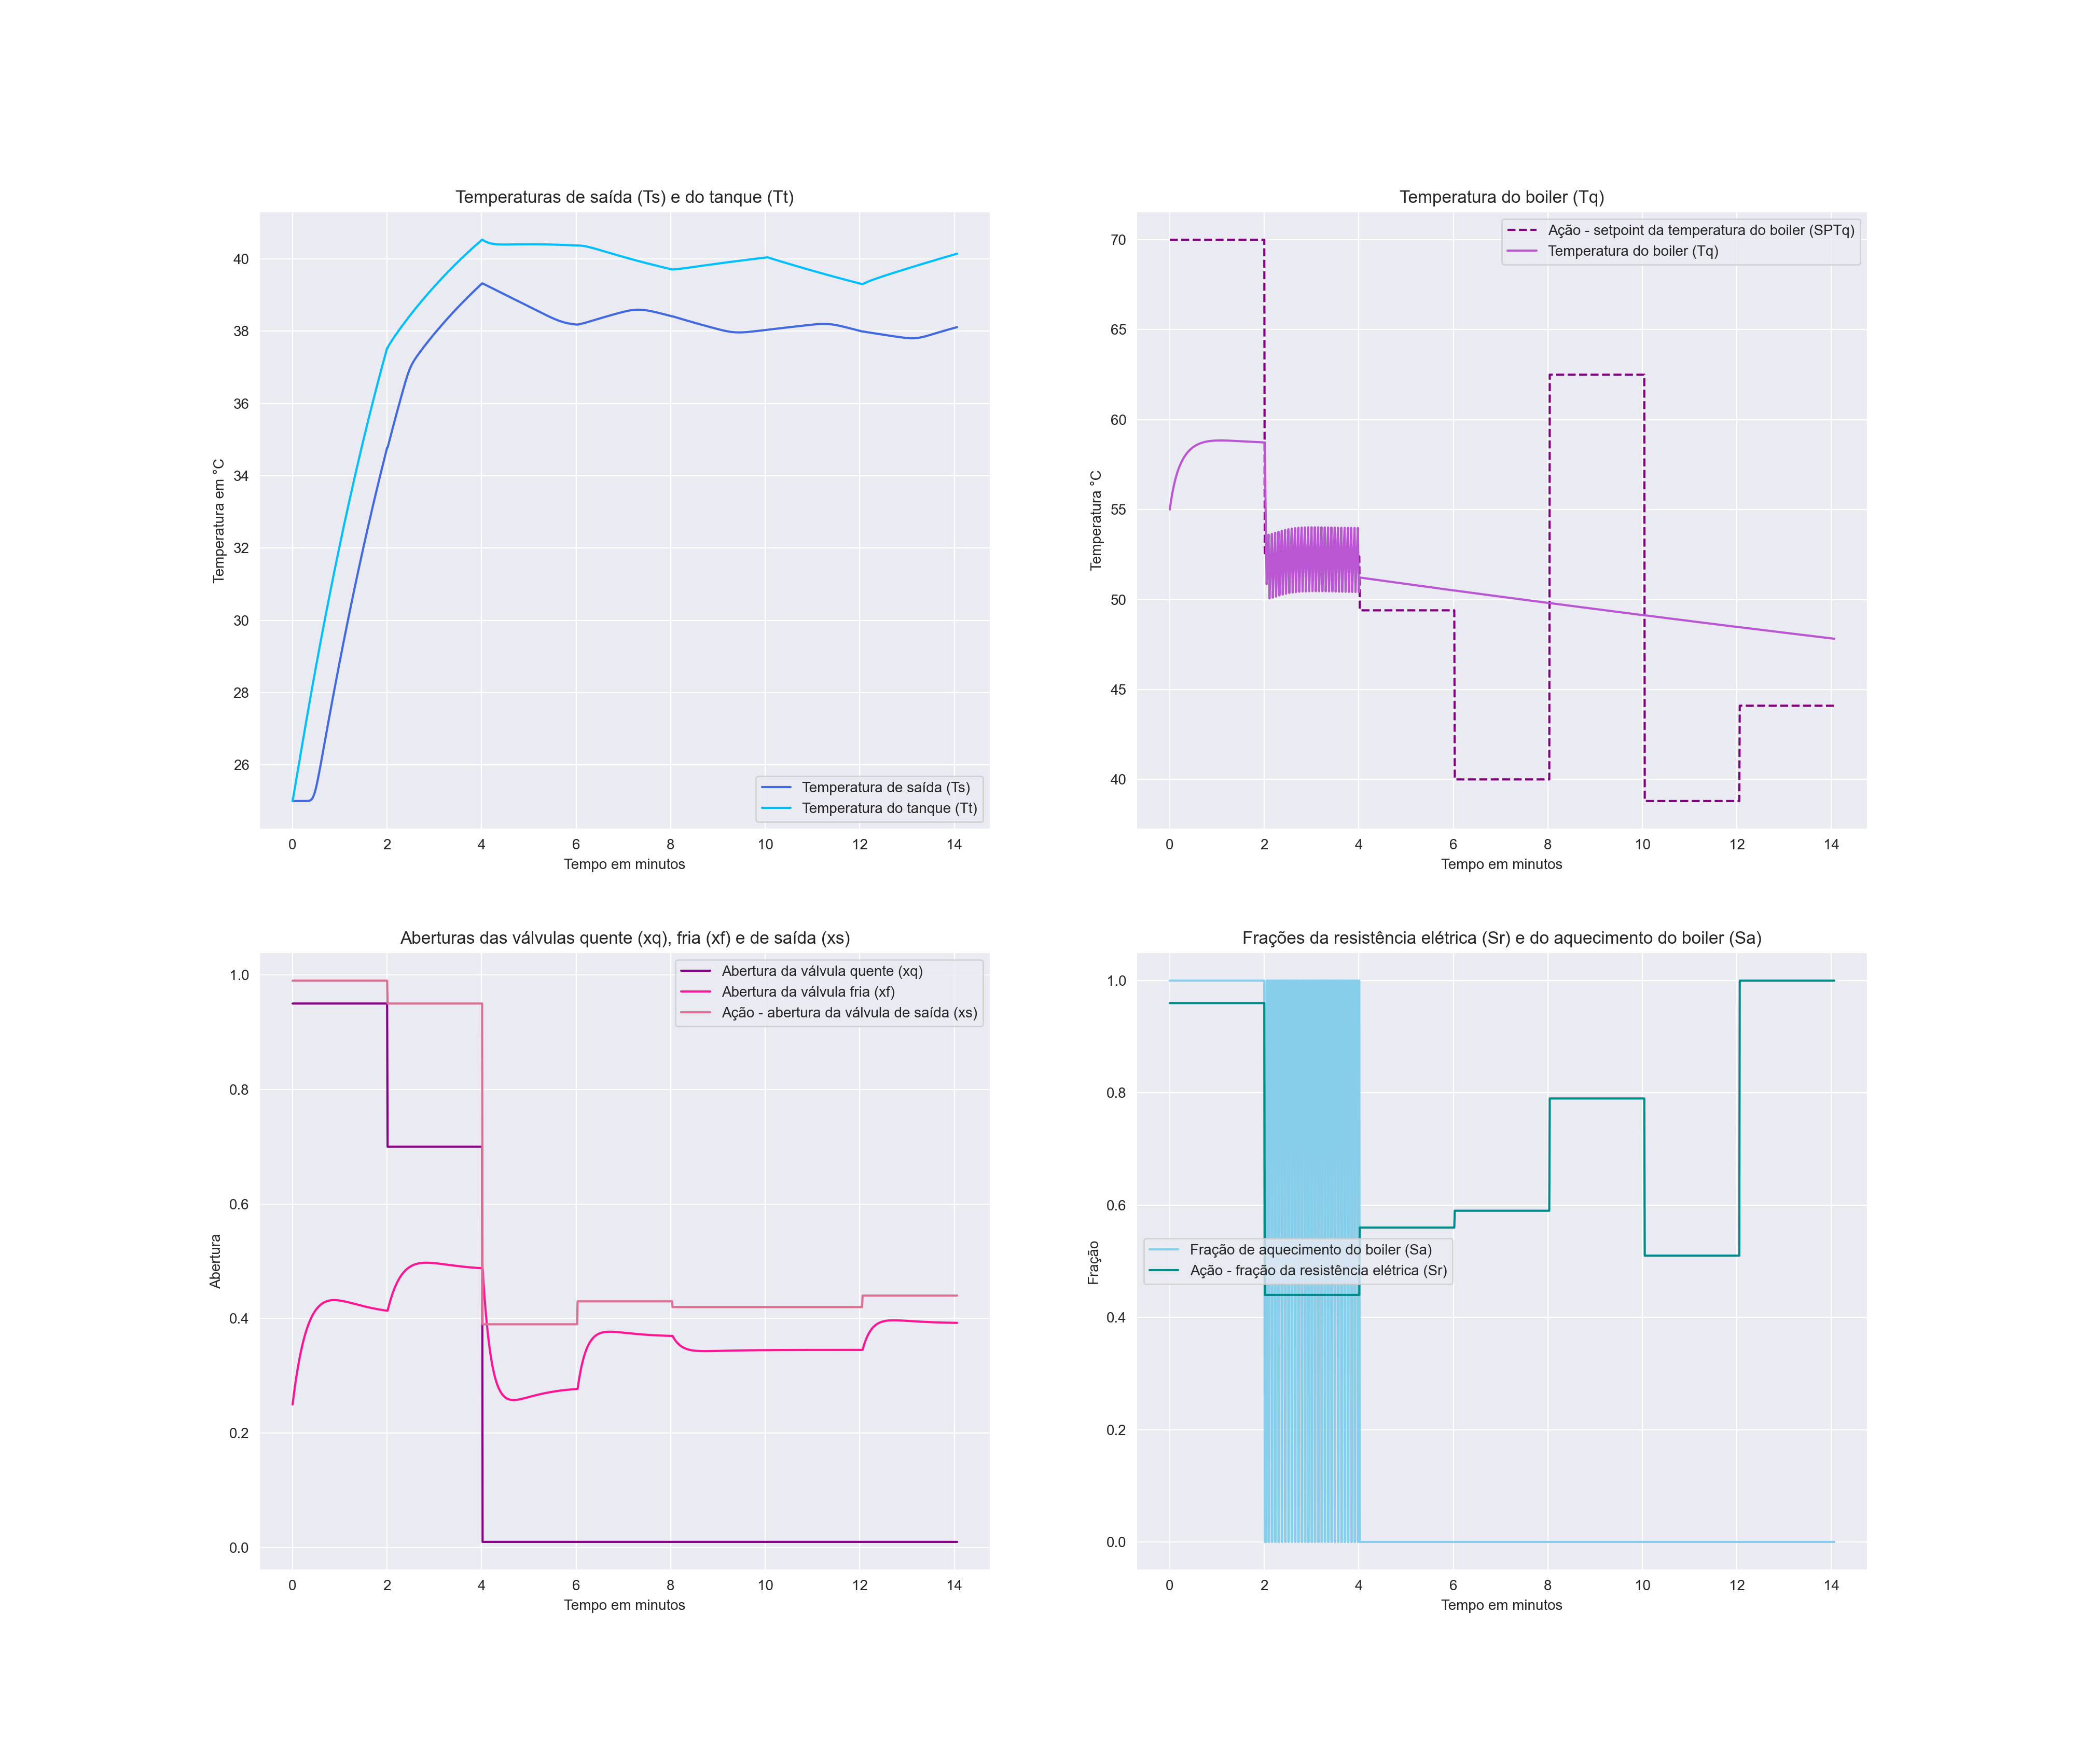 Temperaturas de saída (Ts) e do tanque (Tt)
Temperatura em °C
40
38
36
34
32
30
28
26
Temperatura de saída (Ts)
Temperatura do tanque (Tt)
0 2 4 6 8 10 12 14
Tempo em minutos
Temperatura do boiler (Tq)
Temperatura °C
70
65
60
55
50
45
40
Ação - setpoint da temperatura do boiler (SPTq)
Temperatura do boiler (Tq)
0 2 4 6 8 10 12 14
Tempo em minutos
Aberturas das válvulas quente (xq), fria (xf) e de saída (xs)
Abertura
1.0
0.8
0.6
0.4
0.2
0.0
Abertura da válvula quente (xq)
Abertura da válvula fria (xf)
Ação - abertura da válvula de saída (xs)
0 2 4 6 8 10 12 14
Tempo em minutos
Frações da resistência elétrica (Sr) e do aquecimento do boiler (Sa)
Fração
1.0
0.8
0.6
0.4
0.2
0.0
Fração de aquecimento do boiler (Sa)
Ação - fração da resistência elétrica (Sr)
0 2 4 6 8 10 12 14
Tempo em minutos